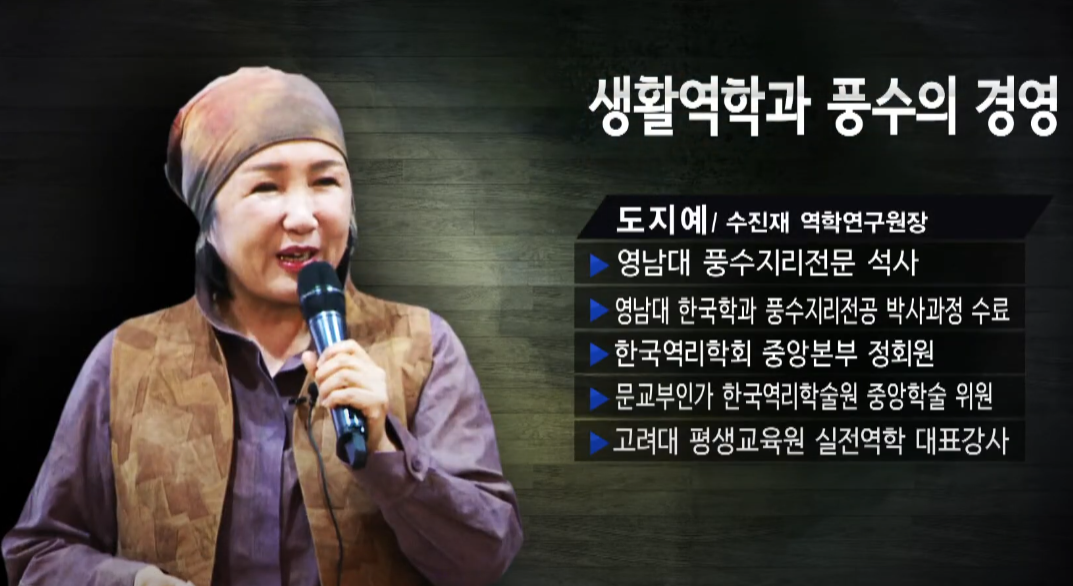 생활역학과 풍수의 경영
도지예/ 수진재 역학연구원장
▶영남대 풍수지리전문 석사
▶영남대 한국학과 풍수지리전공 박사과정 수료
▶한국역리학회 중앙본부 정회원
▶문교부인가 한국역리학술원 중앙학술 위원
▶고려대 평생교육원 실전역학 대표강사